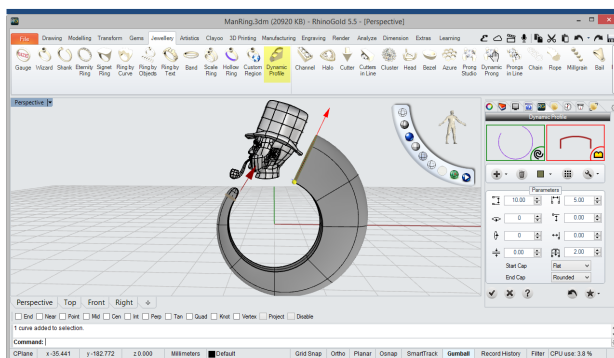 ManRing.3dm (20920 KB) - RhinoGold 5.5 - [Perspective]
File Drawing Modelling Transform Gems Jewellery Artistica Clayoo 3D Printing Manufacturing Engraving Render Analyze Dimension Extras Learning
Gauge Wizard Shank Eternity Ring Signet Ring Ring by Curve Ring by Objects Ring by Text Band Scale Ring Hollow Ring Custom Region Dynamic Profile Channel Halo Cutter Cutters in Line Cluster Head Bezel Azure Prong Studio Dynamic Prong Prongs in Line Chain Rope Millgrain Bail
Perspective
Dynamic Profile
Parameters
10.00 5.00
0 0.00
0 0.00
0.00 2.00
Start Cap Flat
End Cap Rounded
Perspective Top Front Right
End Near Point Mid Cen Int Perp Tan Quad Knot Vertex Project Disable
1 curve added to selection.
Command:
CPlane x -35.441 y -182.772 z 0.000 Millimeters Default Grid Snap Ortho Planar Osnap SmartTrack Gumball Record History Filter CPU use: 3.8 %